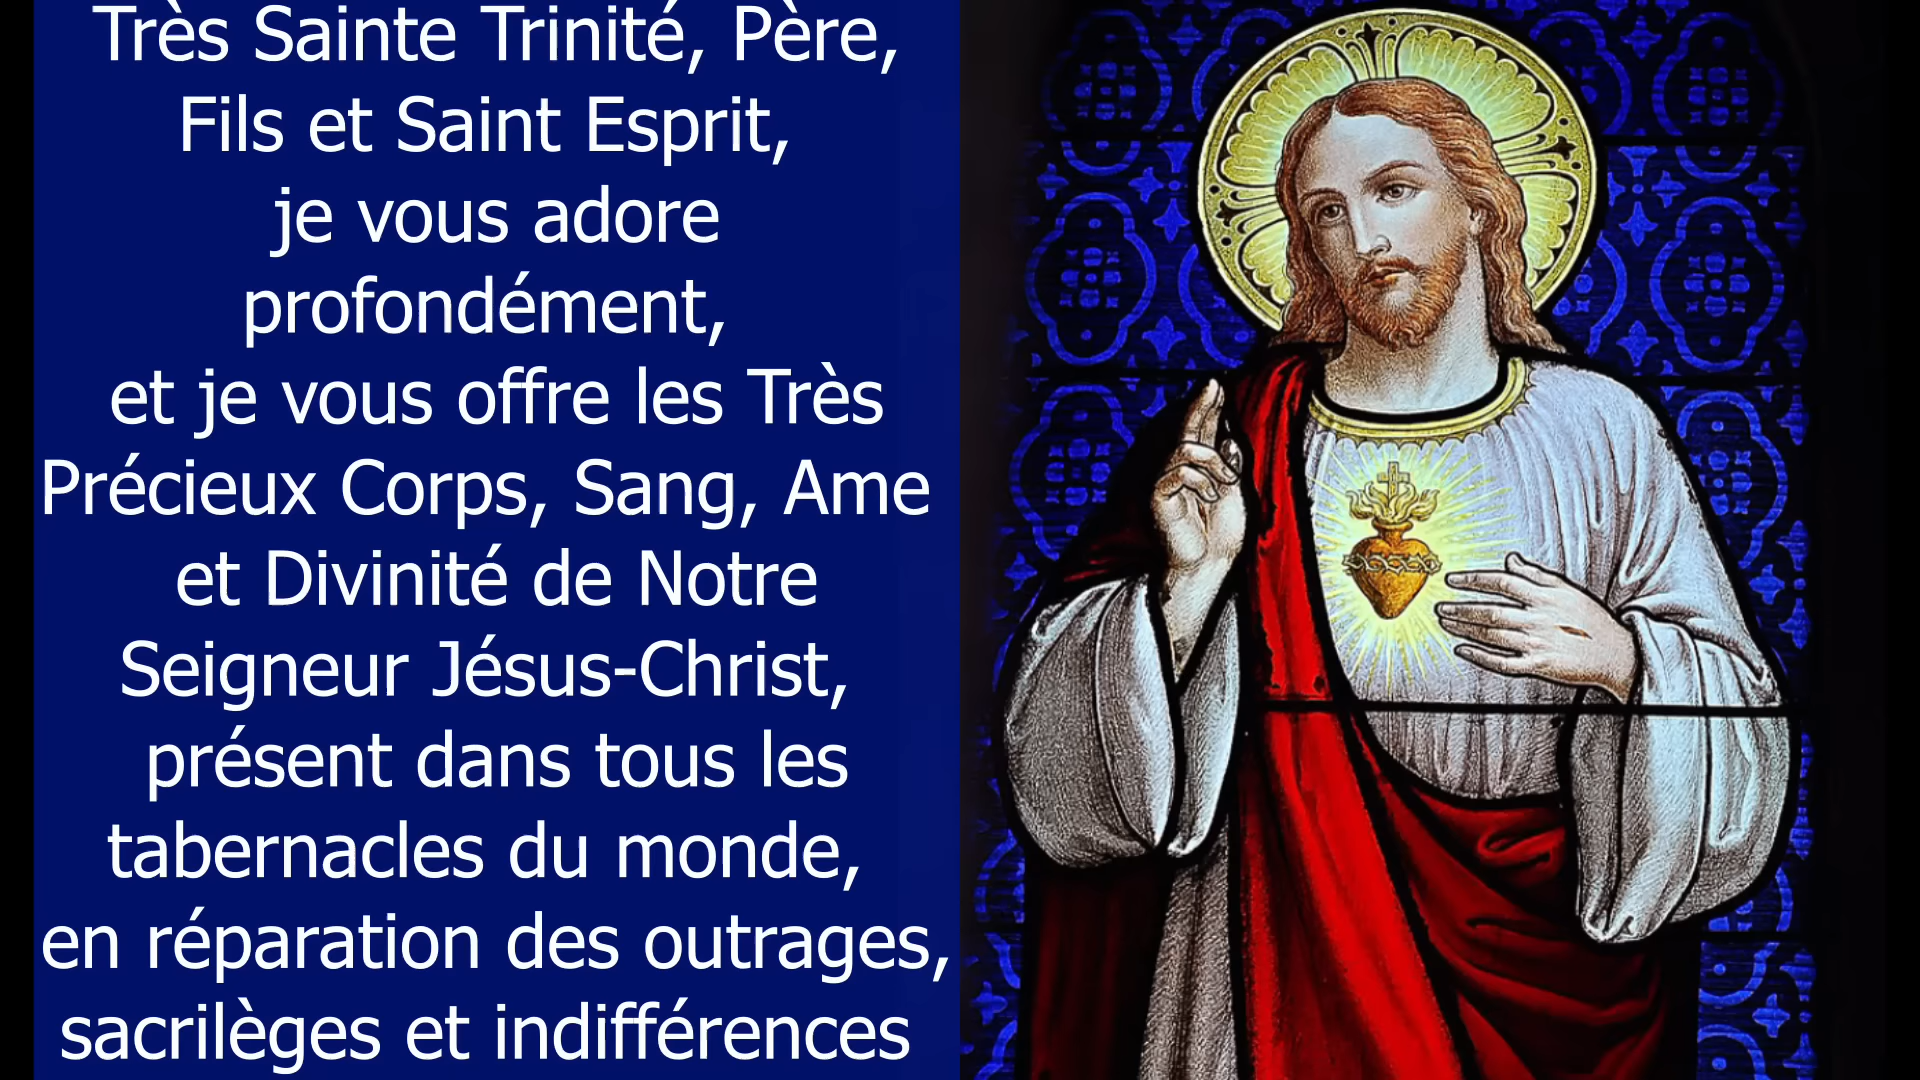 Très Sainte Trinité, Père,
Fils et Saint Esprit,
je vous adore
profondément,
et je vous offre les Très
Précieux Corps, Sang, Ame
et Divinité de Notre
Seigneur Jésus-Christ,
présent dans tous les
tabernacles du monde,
en réparation des outrages,
sacrilèges et indifférences